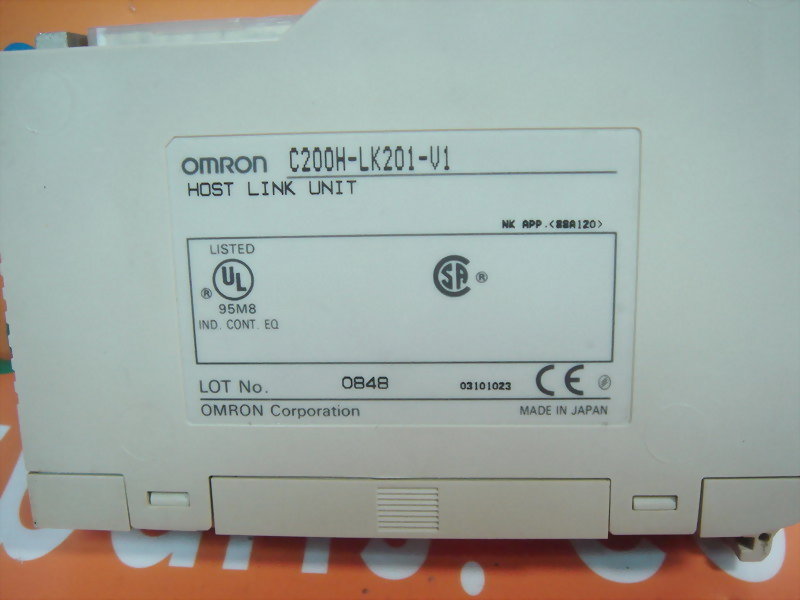 OMRON C200H-LK201-V1
HOST LINK UNIT
NK APP.<88A120>
LISTED
UL ®
95M8
IND. CONT. EQ
SA ®
LOT No. 0848 03101023 CE
OMRON Corporation MADE IN JAPAN